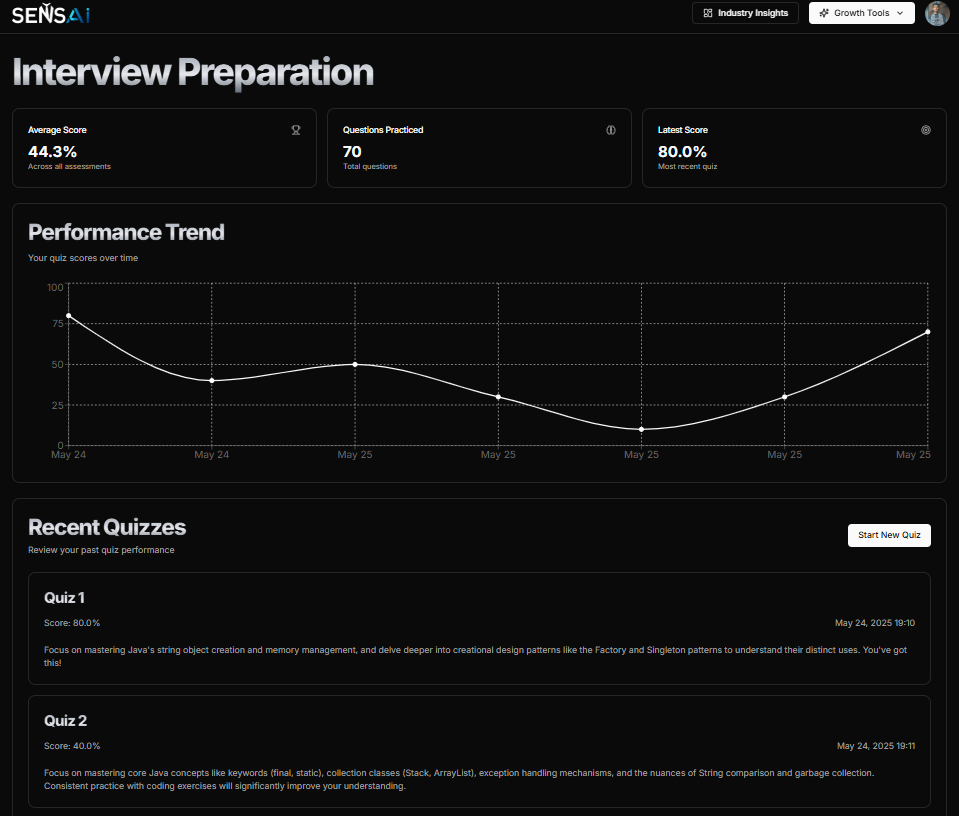 SENSAi
Industry Insights
Growth Tools
Interview Preparation
Average Score
44.3%
Across all assessments
Questions Practiced
70
Total questions
Latest Score
80.0%
Most recent quiz
Performance Trend
Your quiz scores over time
100
75
50
25
0
May 24
May 24
May 25
May 25
May 25
May 25
May 25
Recent Quizzes
Review your past quiz performance
Start New Quiz
Quiz 1
Score: 80.0%
May 24, 2025 19:10
Focus on mastering Java's string object creation and memory management, and delve deeper into creational design patterns like the Factory and Singleton patterns to understand their distinct uses. You've got
this!
Quiz 2
Score: 40.0%
May 24, 2025 19:11
Focus on mastering core Java concepts like keywords (final, static), collection classes (Stack, ArrayList), exception handling mechanisms, and the nuances of String comparison and garbage collection.
Consistent practice with coding exercises will significantly improve your understanding.